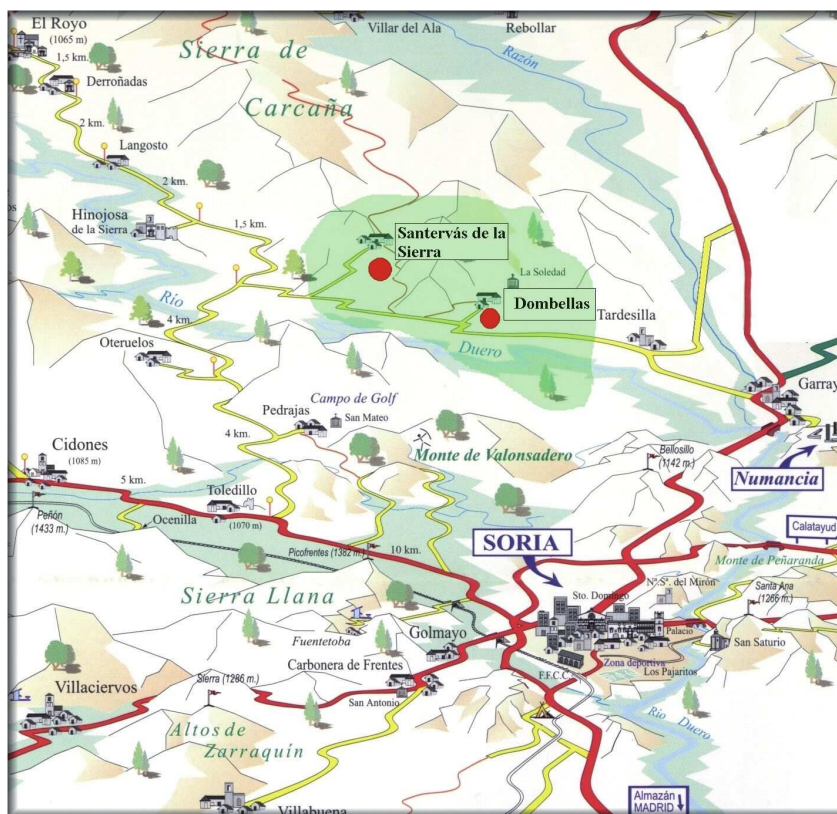 El Royo
(1065 m)
Villar del Ala
Rebollar
1,5 km.
Sierra de
Carcaña
Razón
Derroñadas
2 km.
Langosto
2 km.
Hinojosa
de la Sierra
1,5 km.
Santervás de la
Sierra
La Soledad
Dombellas
Tardesilla
Rio
Duero
4 km.
Oteruelos
Garray
Campo de Golf
San Mateo
Pedrajas
4 km.
Monte de Valonsadero
Bellosillo
(1142 m.)
Numancia
Cidones
(1085 m)
5 km.
Toledillo
(1070 m)
Peñón
(1433 m.)
Ocenilla
Picofrentes (1382 m.)
10 km.
SORIA
Calatayud
Monte de Peñaranda
Sierra Llana
Nª.Sª. del Mirón
Santa Ana
(1266 m.)
Sto. Domingo
Palacio
San Saturio
Fuentetoba
Golmayo
Carbonera de Frentes
Zona deportiva
Los Pajaritos
F.F.C.C.
Villaciervos
Sierra (1286 m.)
San Antonio
Rio Duero
Altos de
Zarraquín
Villabuena
Almazán
MADRID